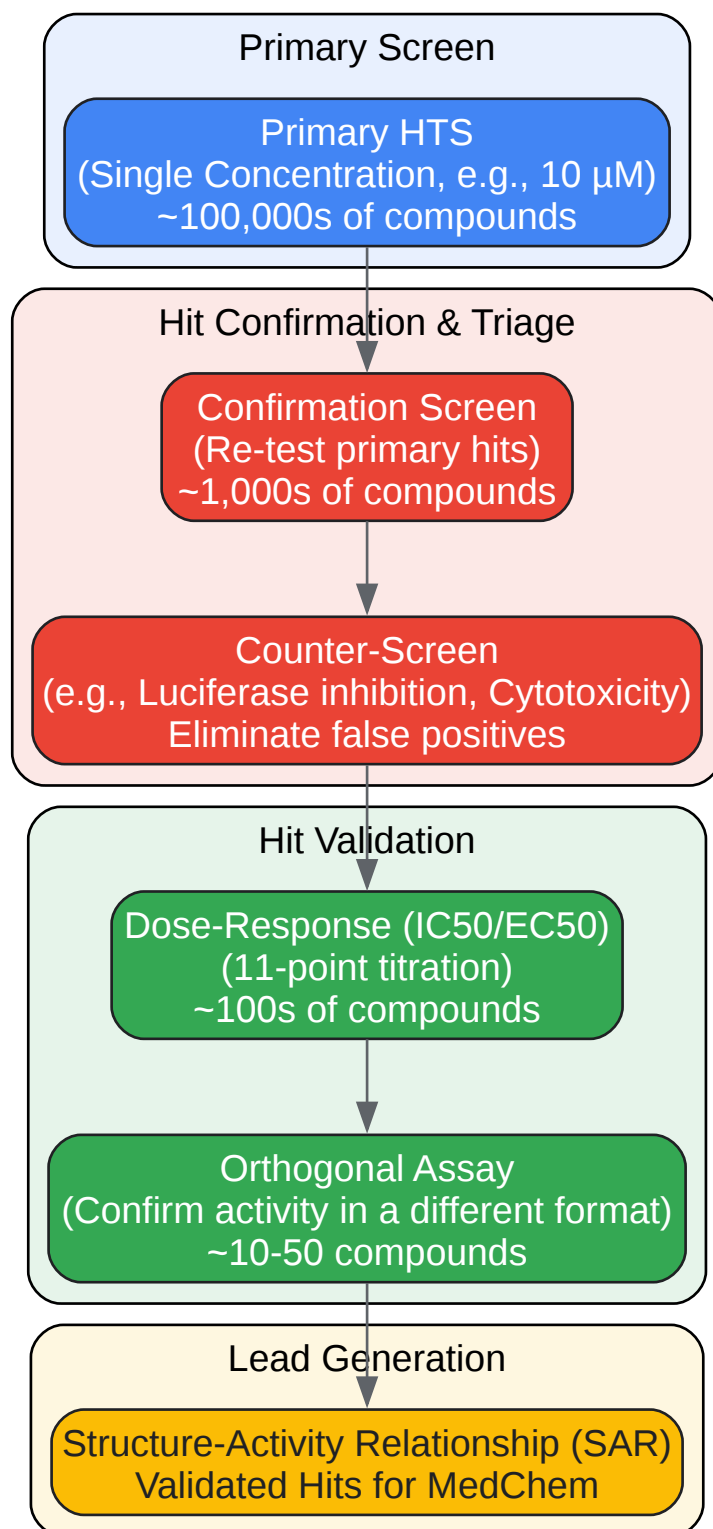 Primary Screen
Primary HTS
(Single Concentration, e.g., 10 µM)
~100,000s of compounds
Hit Confirmation & Triage
Confirmation Screen
(Re-test primary hits)
~1,000s of compounds
Counter-Screen
(e.g., Luciferase inhibition, Cytotoxicity)
Eliminate false positives
Hit Validation
Dose-Response (IC50/EC50)
(11-point titration)
~100s of compounds
Orthogonal Assay
(Confirm activity in a different format)
~10-50 compounds
Lead Generation
Structure-Activity Relationship (SAR)
Validated Hits for MedChem